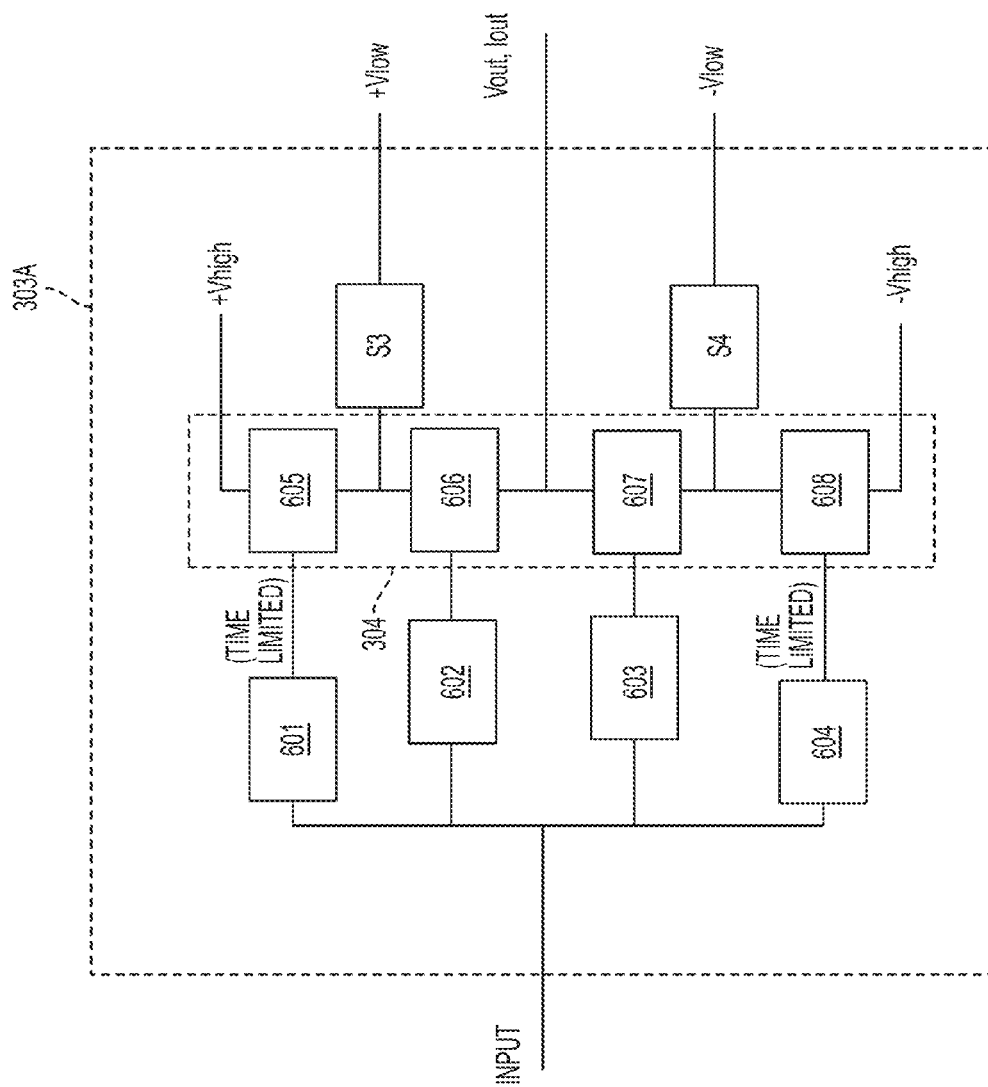 303A
+Vhigh
+Vlow
S3
605
(TIME
LIMITED)
601
606
304
602
Vout, Iout
INPUT
607
603
-Vlow
S4
608
(TIME
LIMITED)
604
-Vhigh